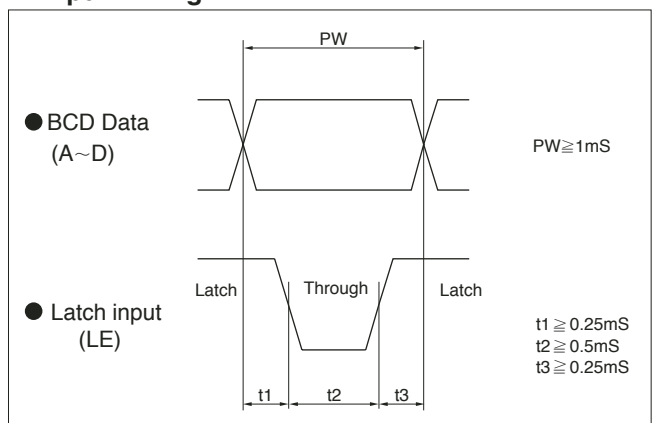 PW
● BCD Data
(A～D)
PW≧1mS
Latch
Through
Latch
● Latch input
(LE)
t1≧0.25mS
t2≧0.5mS
t3≧0.25mS
t1
t2
t3